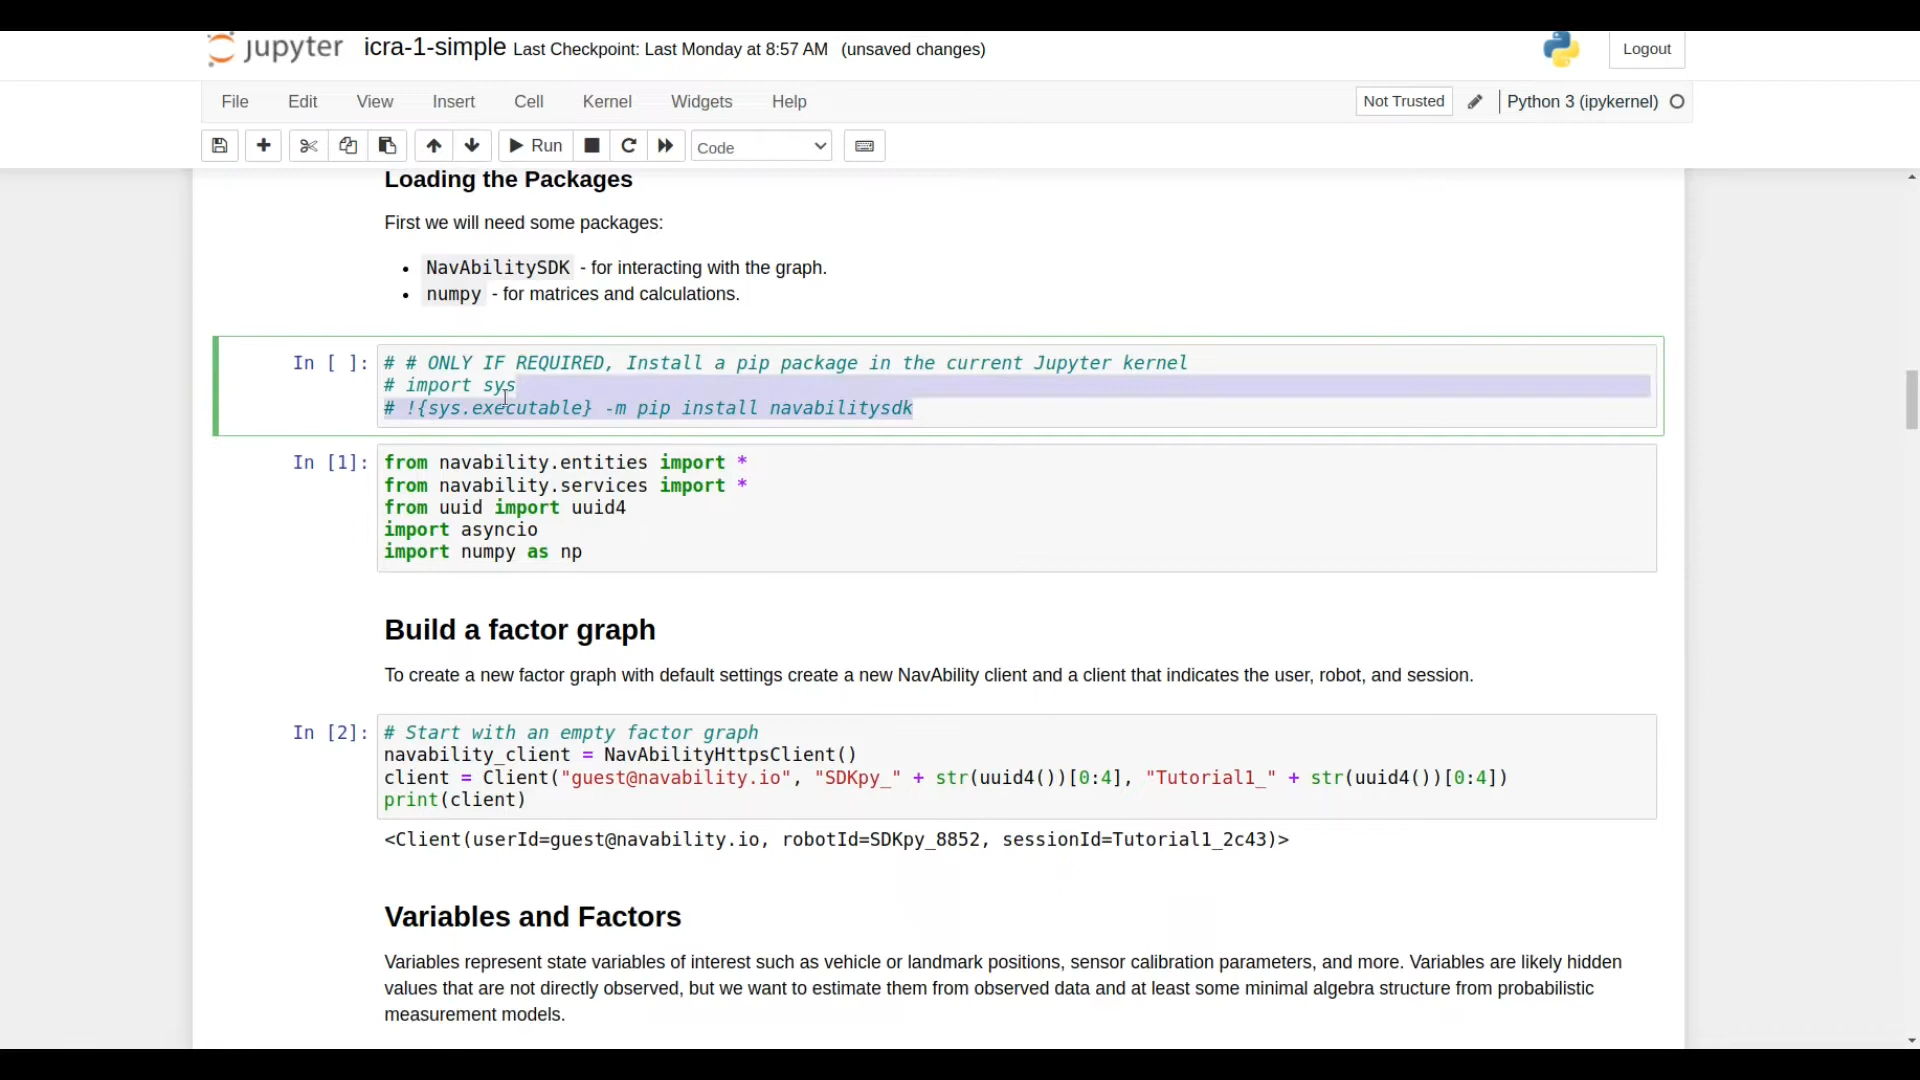 jupyter icra-1-simple Last Checkpoint: Last Monday at 8:57 AM (unsaved changes) Logout
File Edit View Insert Cell Kernel Widgets Help Not Trusted Python 3 (ipykernel)
Run Code
Loading the Packages
First we will need some packages:
• NavAbilitySDK - for interacting with the graph.
• numpy - for matrices and calculations.
In [ ]: # # ONLY IF REQUIRED, Install a pip package in the current Jupyter kernel
# import sys
# !{sys.executable} -m pip install navabilitysdk
In [1]: from navability.entities import *
from navability.services import *
from uuid import uuid4
import asyncio
import numpy as np
Build a factor graph
To create a new factor graph with default settings create a new NavAbility client and a client that indicates the user, robot, and session.
In [2]: # Start with an empty factor graph
navability_client = NavAbilityHttpsClient()
client = Client("guest@navability.io", "SDKpy_" + str(uuid4())[0:4], "Tutorial1_" + str(uuid4())[0:4])
print(client)
<Client(userId=guest@navability.io, robotId=SDKpy_8852, sessionId=Tutorial1_2c43)>
Variables and Factors
Variables represent state variables of interest such as vehicle or landmark positions, sensor calibration parameters, and more. Variables are likely hidden
values that are not directly observed, but we want to estimate them from observed data and at least some minimal algebra structure from probabilistic
measurement models.